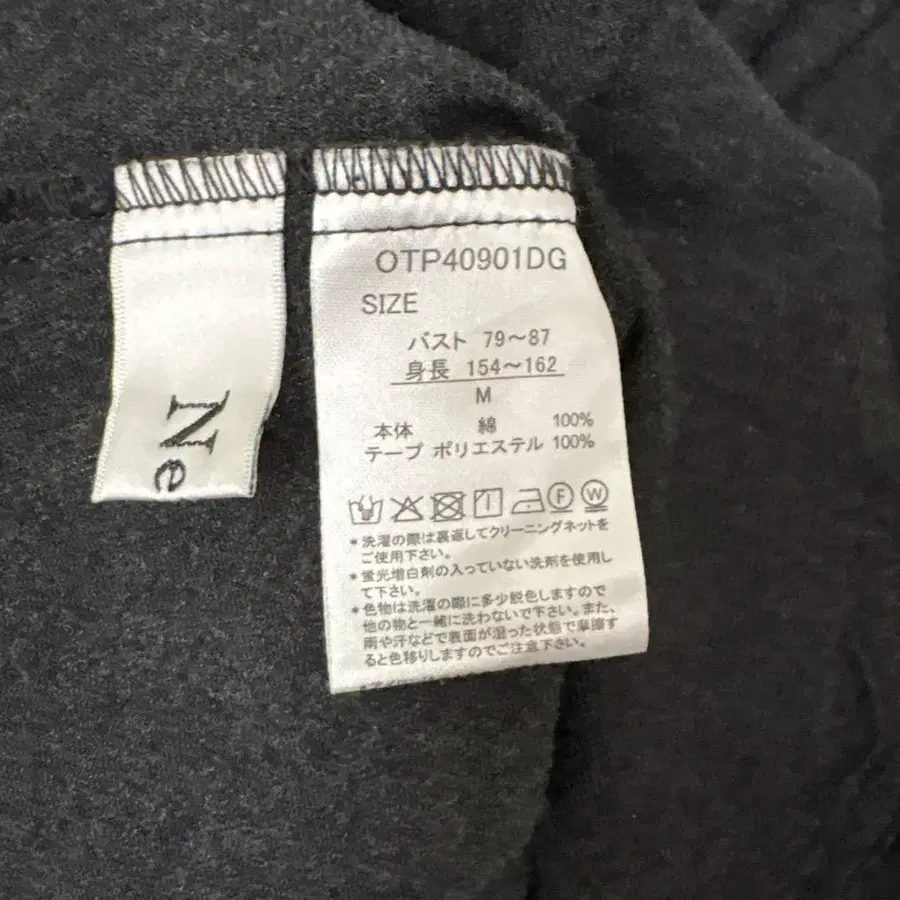 Ne
OTP40901DG
SIZE
バスト 79～87
身長 154～162
M
本体 綿 100%
テープ ポリエステル 100%
F W
*洗濯の際は裏返してクリーニングネットを
ご使用下さい。
*蛍光増白剤の入っていない洗剤を使用し
て下さい。
*色物は洗濯の際に多少脱色しますので
他の物と一緒に洗わないで下さい。また、
雨や汗などで表面が湿った状態で摩擦す
ると色移りしますのでご注意下さい。